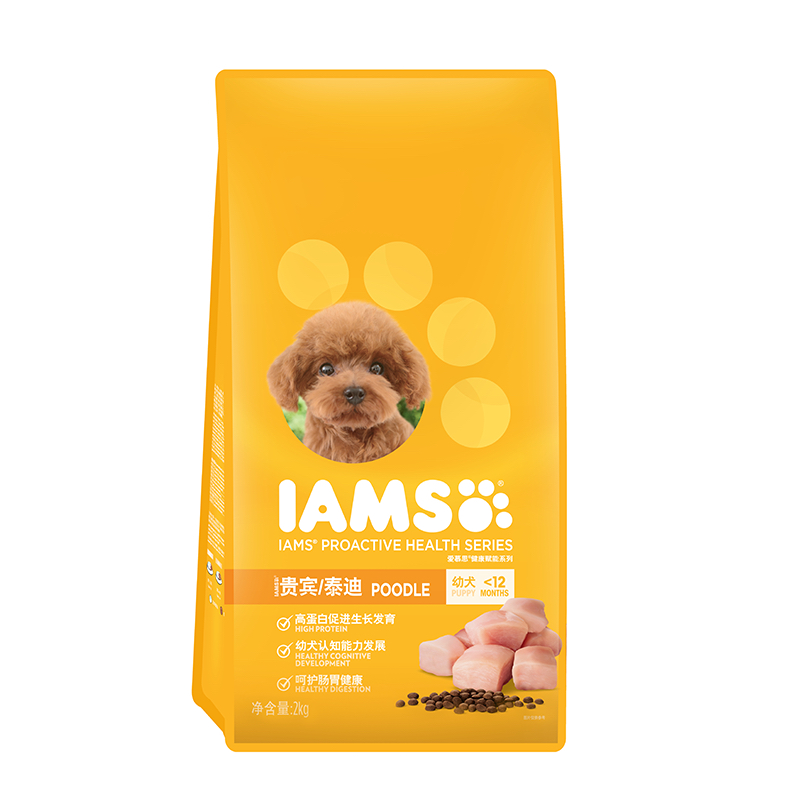 IAMS®
IAMS® PROACTIVE HEALTH SERIES
爱慕思®健康赋能系列
贵宾/泰迪 POODLE
幼犬 <12
PUPPY MONTHS
高蛋白促进生长发育
HIGH PROTEIN
幼犬认知能力发展
HEALTHY COGNITIVE
DEVELOPMENT
呵护肠胃健康
HEALTHY DIGESTION
净含量:2kg